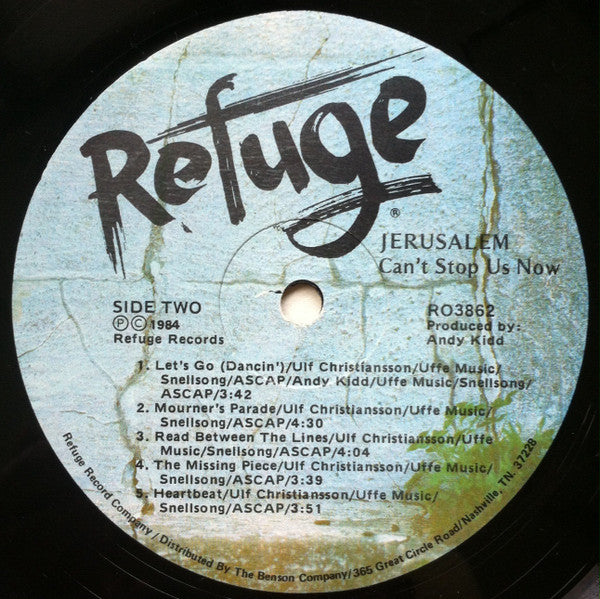 Refuge
®
JERUSALEM
Can't Stop Us Now
SIDE TWO
Ⓟ©1984
Refuge Records
RO3862
Produced by:
Andy Kidd
1. Let's Go (Dancin')/Ulf Christiansson/Uffe Music/
Snellsong/ASCAP/Andy Kidd/Uffe Music/Snellsong/
ASCAP/3:42
2. Mourner's Parade/Ulf Christiansson/Uffe Music/
Snellsong/ASCAP/4:30
3. Read Between The Lines/Ulf Christiansson/Uffe
Music/Snellsong/ASCAP/4:04
4. The Missing Piece/Ulf Christiansson/Uffe Music/
Snellsong/ASCAP/3:39
5. Heartbeat/Ulf Christiansson/Uffe Music/
Snellsong/ASCAP/3:51
Refuge Record Company/Distributed By The Benson Company/365 Great Circle Road/Nashville, TN. 37228